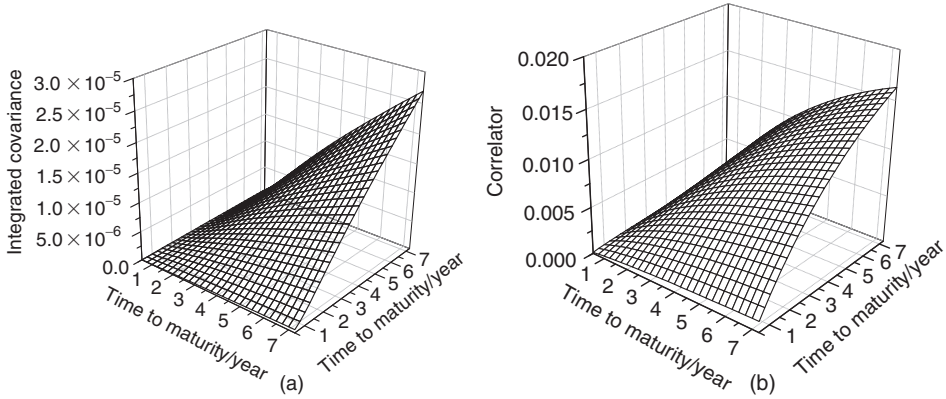 Integrated covariance
3.0 × 10⁻⁵
2.5 × 10⁻⁵
2.0 × 10⁻⁵
1.5 × 10⁻⁵
1.0 × 10⁻⁵
5.0 × 10⁻⁶
0.0
1 2 3 4 5 6 7
Time to maturity/year
1 2 3 4 5 6 7
Time to maturity/year
(a)
Correlator
0.020
0.015
0.010
0.005
0.000
1 2 3 4 5 6 7
Time to maturity/year
1 2 3 4 5 6 7
Time to maturity/year
(b)